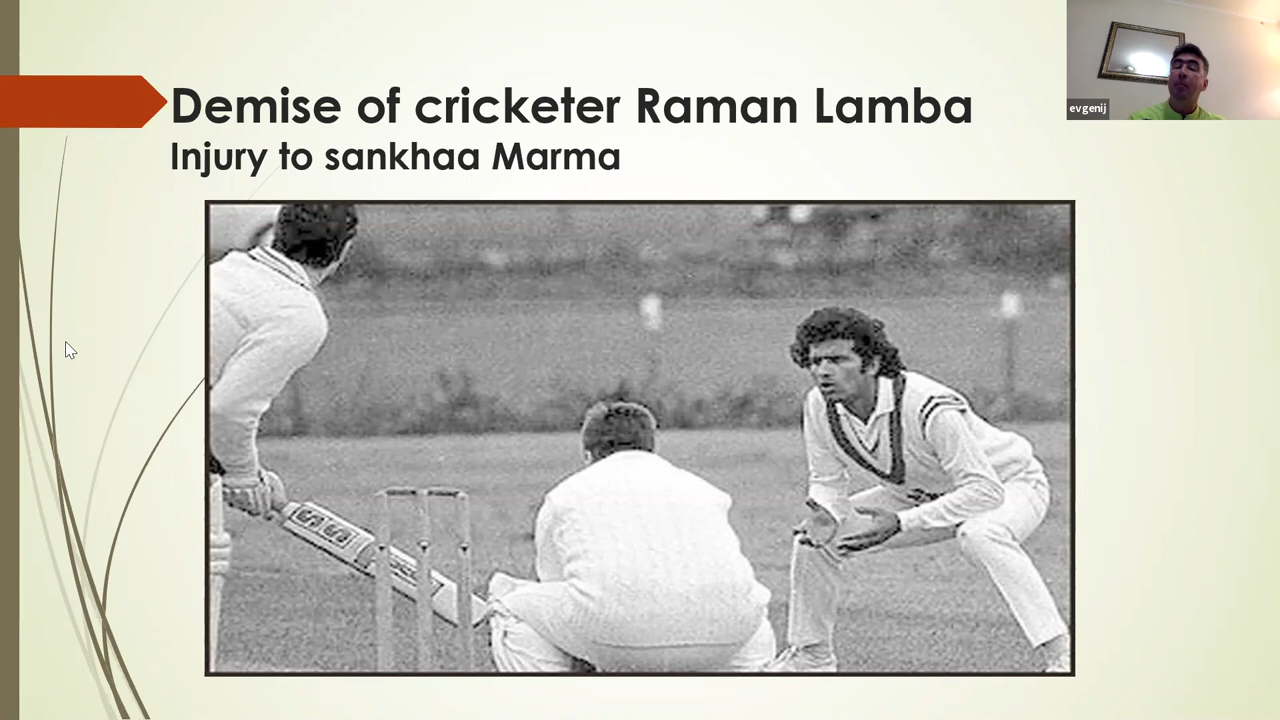 Demise of cricketer Raman Lamba
Injury to sankhaa Marma
evgenij